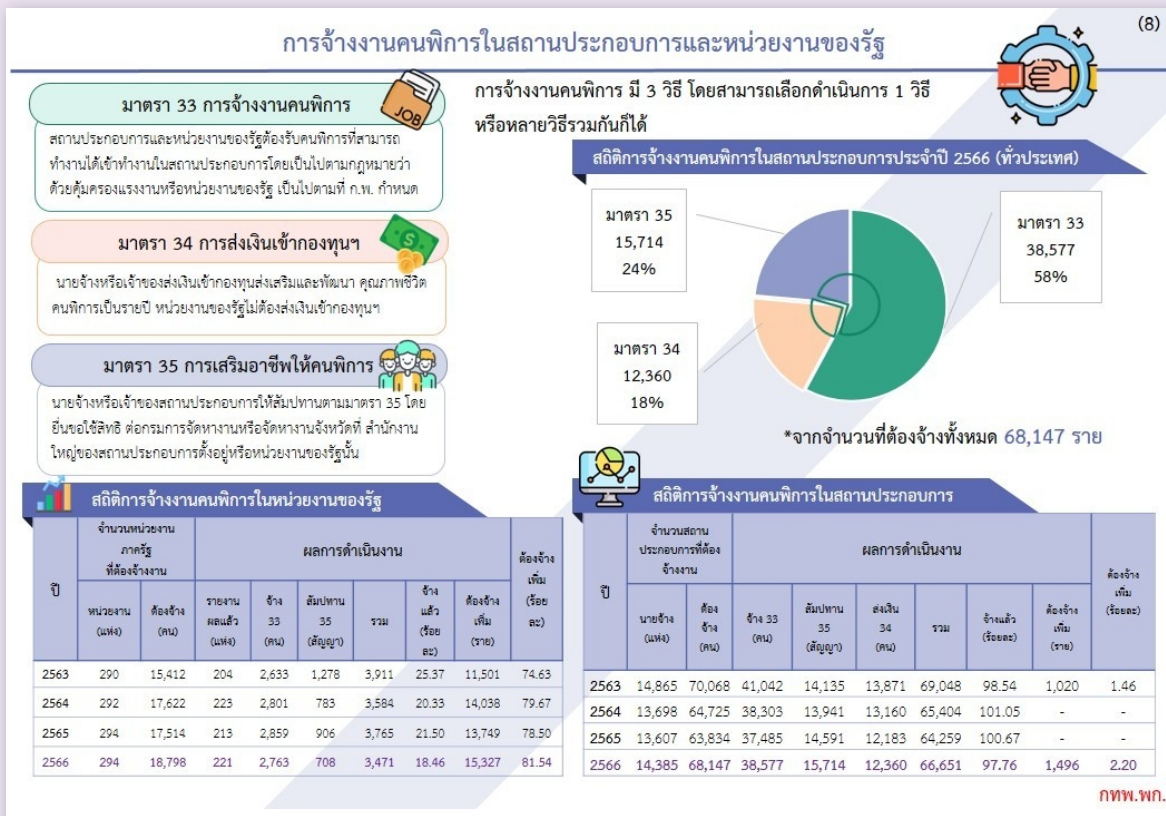 (8)
การจ้างงานคนพิการในสถานประกอบการและหน่วยงานของรัฐ
มาตรา 33 การจ้างงานคนพิการ
JOB
สถานประกอบการและหน่วยงานของรัฐต้องรับคนพิการที่สามารถ
ทำงานได้เข้าทำงานในสถานประกอบการโดยเป็นไปตามกฎหมายว่า
ด้วยคุ้มครองแรงงานหรือหน่วยงานของรัฐ เป็นไปตามที่ ก.พ. กำหนด
มาตรา 34 การส่งเงินเข้ากองทุนฯ
นายจ้างหรือเจ้าของส่งเงินเข้ากองทุนส่งเสริมและพัฒนา คุณภาพชีวิต
คนพิการเป็นรายปี หน่วยงานของรัฐไม่ต้องส่งเงินเข้ากองทุนฯ
มาตรา 35 การเสริมอาชีพให้คนพิการ
นายจ้างหรือเจ้าของสถานประกอบการให้สัมปทานตามมาตรา 35 โดย
ยื่นขอใช้สิทธิ ต่อกรมการจัดหางานหรือจัดหางานจังหวัดที่ สำนักงาน
ใหญ่ของสถานประกอบการตั้งอยู่หรือหน่วยงานของรัฐนั้น
การจ้างงานคนพิการ มี 3 วิธี โดยสามารถเลือกดำเนินการ 1 วิธี
หรือหลายวิธีรวมกันก็ได้
สถิติการจ้างงานคนพิการในสถานประกอบการประจำปี 2566 (ทั่วประเทศ)
มาตรา 35
15,714
24%
มาตรา 33
38,577
58%
มาตรา 34
12,360
18%
*จากจำนวนที่ต้องจ้างทั้งหมด 68,147 ราย
สถิติการจ้างงานคนพิการในหน่วยงานของรัฐ
ปี
จำนวนหน่วยงาน
ภาครัฐ
ที่ต้องจ้างงาน
ผลการดำเนินงาน
ต้องจ้าง
เพิ่ม
(ร้อย
ละ)
หน่วยงาน
(แห่ง)
ต้องจ้าง
(คน)
รายงาน
ผลแล้ว
(แห่ง)
จ้าง
33
(คน)
สัมปทาน
35
(สัญญา)
รวม
จ้าง
แล้ว
(ร้อย
ละ)
ต้องจ้าง
เพิ่ม
(ราย)
2563 290 15,412 204 2,633 1,278 3,911 25.37 11,501 74.63
2564 292 17,622 223 2,801 783 3,584 20.33 14,038 79.67
2565 294 17,514 213 2,859 906 3,765 21.50 13,749 78.50
2566 294 18,798 221 2,763 708 3,471 18.46 15,327 81.54
สถิติการจ้างงานคนพิการในสถานประกอบการ
ปี
จำนวนสถาน
ประกอบการที่ต้อง
จ้างงาน
ผลการดำเนินงาน
ต้องจ้าง
เพิ่ม
(ร้อยละ)
นายจ้าง
(แห่ง)
ต้อง
จ้าง
(คน)
จ้าง 33
(คน)
สัมปทาน
35
(สัญญา)
ส่งเงิน
34
(คน)
รวม
จ้างแล้ว
(ร้อยละ)
ต้องจ้าง
เพิ่ม
(ราย)
2563 14,865 70,068 41,042 14,135 13,871 69,048 98.54 1,020 1.46
2564 13,698 64,725 38,303 13,941 13,160 65,404 101.05 - -
2565 13,607 63,834 37,485 14,591 12,183 64,259 100.67 - -
2566 14,385 68,147 38,577 15,714 12,360 66,651 97.76 1,496 2.20
กทพ.พก.